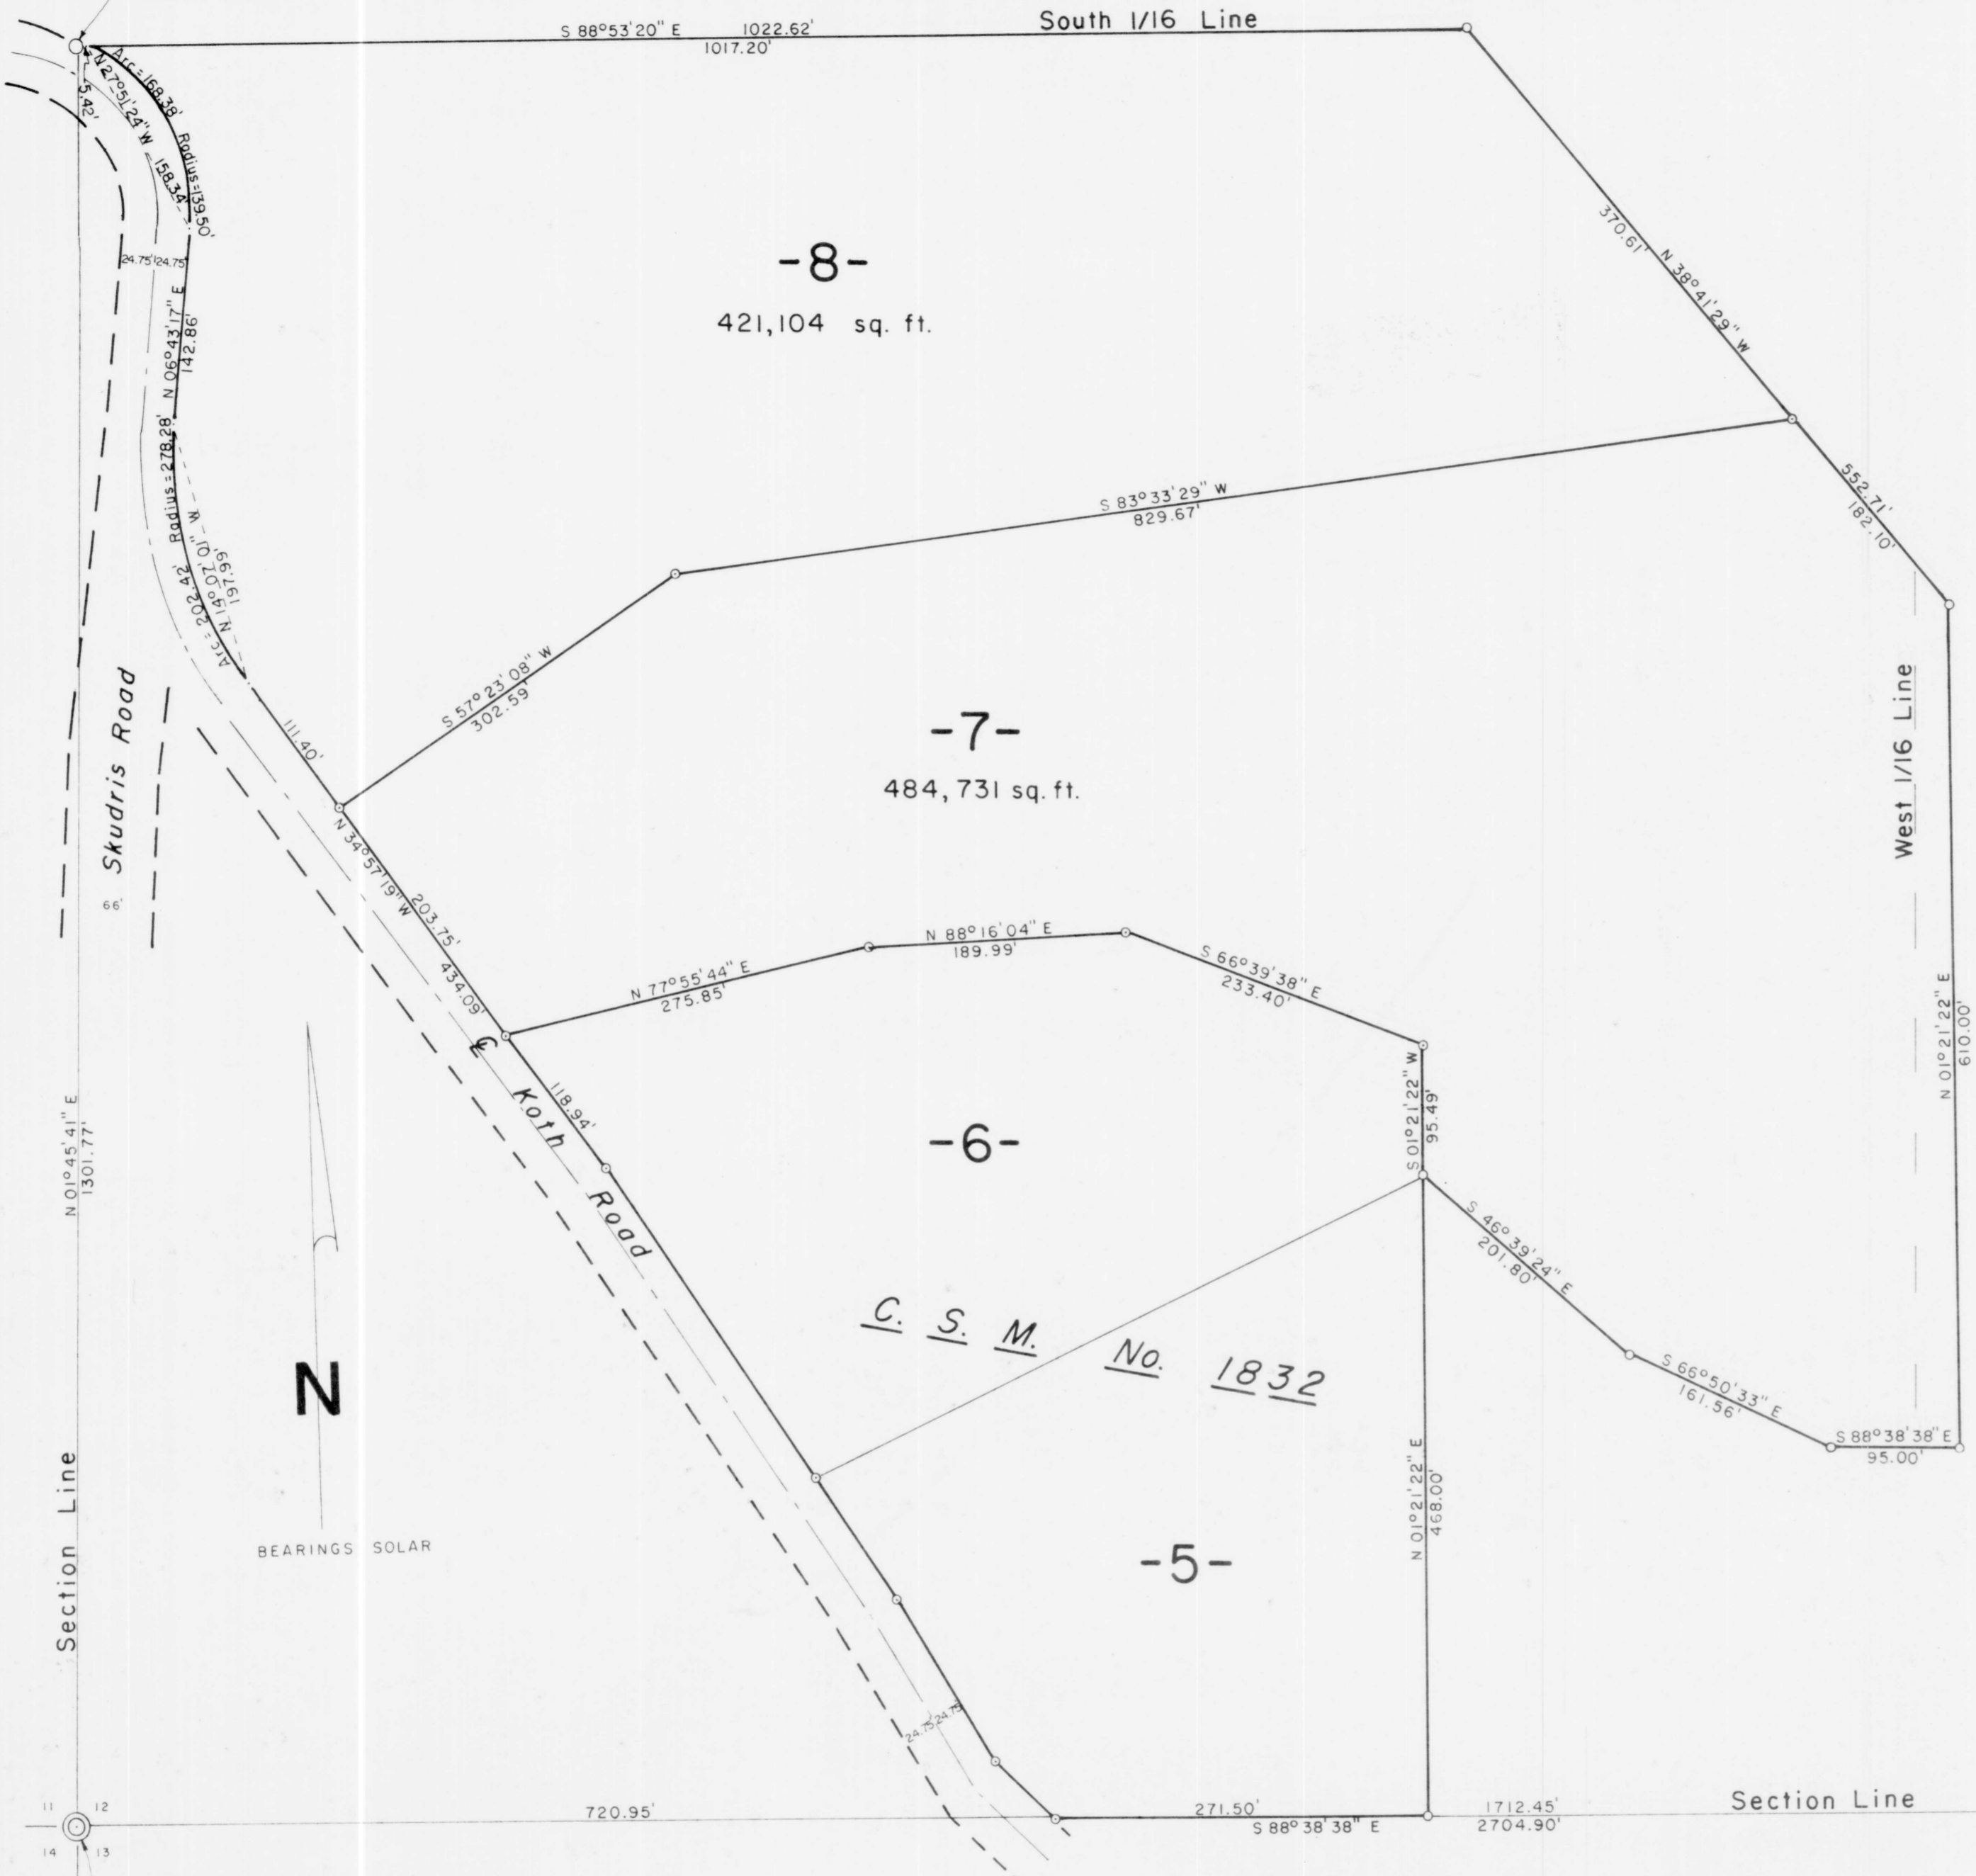 South 1/16 Line
S 88°53'20" E 1022.62'
1017.20'
Arc=168.38' Radius=139.50'
N 27°51'24" W 158.34'
5.42'
24.75' 24.75'
N 06°43'17" E
142.86'
-8-
421,104 sq. ft.
370.61'
N 38°41'29" W
552.71'
182.10'
Radius=278.28'
Arc = 202.42'
N 14°07'01" W
197.99'
S 83°33'29" W
829.67'
S 57°23'08" W
302.59'
111.40'
Skudris Road
66'
-7-
484,731 sq. ft.
West 1/16 Line
N 34°57'19" W
203.75'
434.09'
N 77°55'44" E
275.85'
N 88°16'04" E
189.99'
S 66°39'38" E
233.40'
N 01°21'22" E
610.00'
S 01°21'22" W
95.49'
℄ Koth Road
118.94'
-6-
N 01°45'41" E
1301.77'
S 46°39'24" E
201.80'
C. S. M. No. 1832
S 66°50'33" E
161.56'
S 88°38'38" E
95.00'
N
BEARINGS SOLAR
N 01°21'22" E
468.00'
-5-
Section Line
24.75' 24.75'
11 12
14 13
720.95'
271.50'
S 88°38'38" E
1712.45'
2704.90'
Section Line